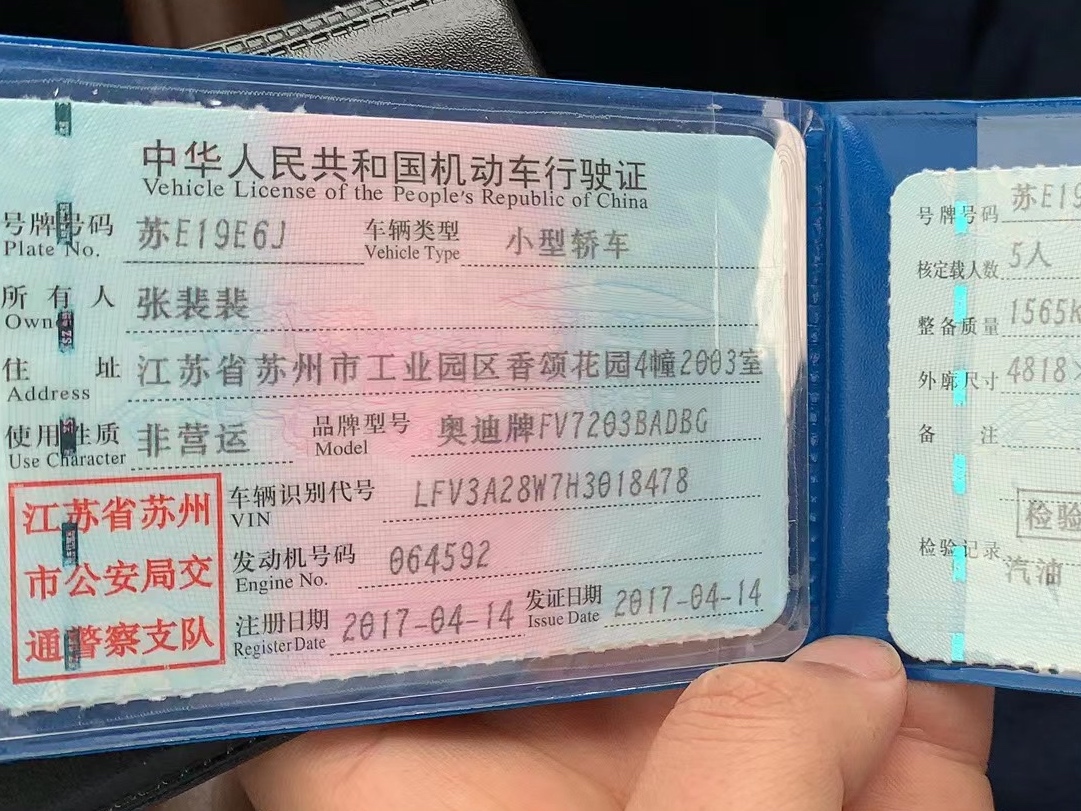 中华人民共和国机动车行驶证
Vehicle License of the People's Republic of China
号牌号码 苏E19E6J 车辆类型 小型轿车
Plate No. Vehicle Type
所有人 张裴裴
Owne
住址 江苏省苏州市工业园区香颂花园4幢2003室
Address
使用性质 非营运 品牌型号 奥迪牌FV7203BADBG
Use Character Model
江苏省苏州
市公安局交
通警察支队
车辆识别代号 LFV3A28W7H3018478
VIN
发动机号码 064592
Engine No.
注册日期 2017-04-14 发证日期 2017-04-14
Register Date Issue Date
号牌号码 苏E19
核定载人数 5人
整备质量 1565k
外廓尺寸 4818×
备注
检验
检验记录
汽油